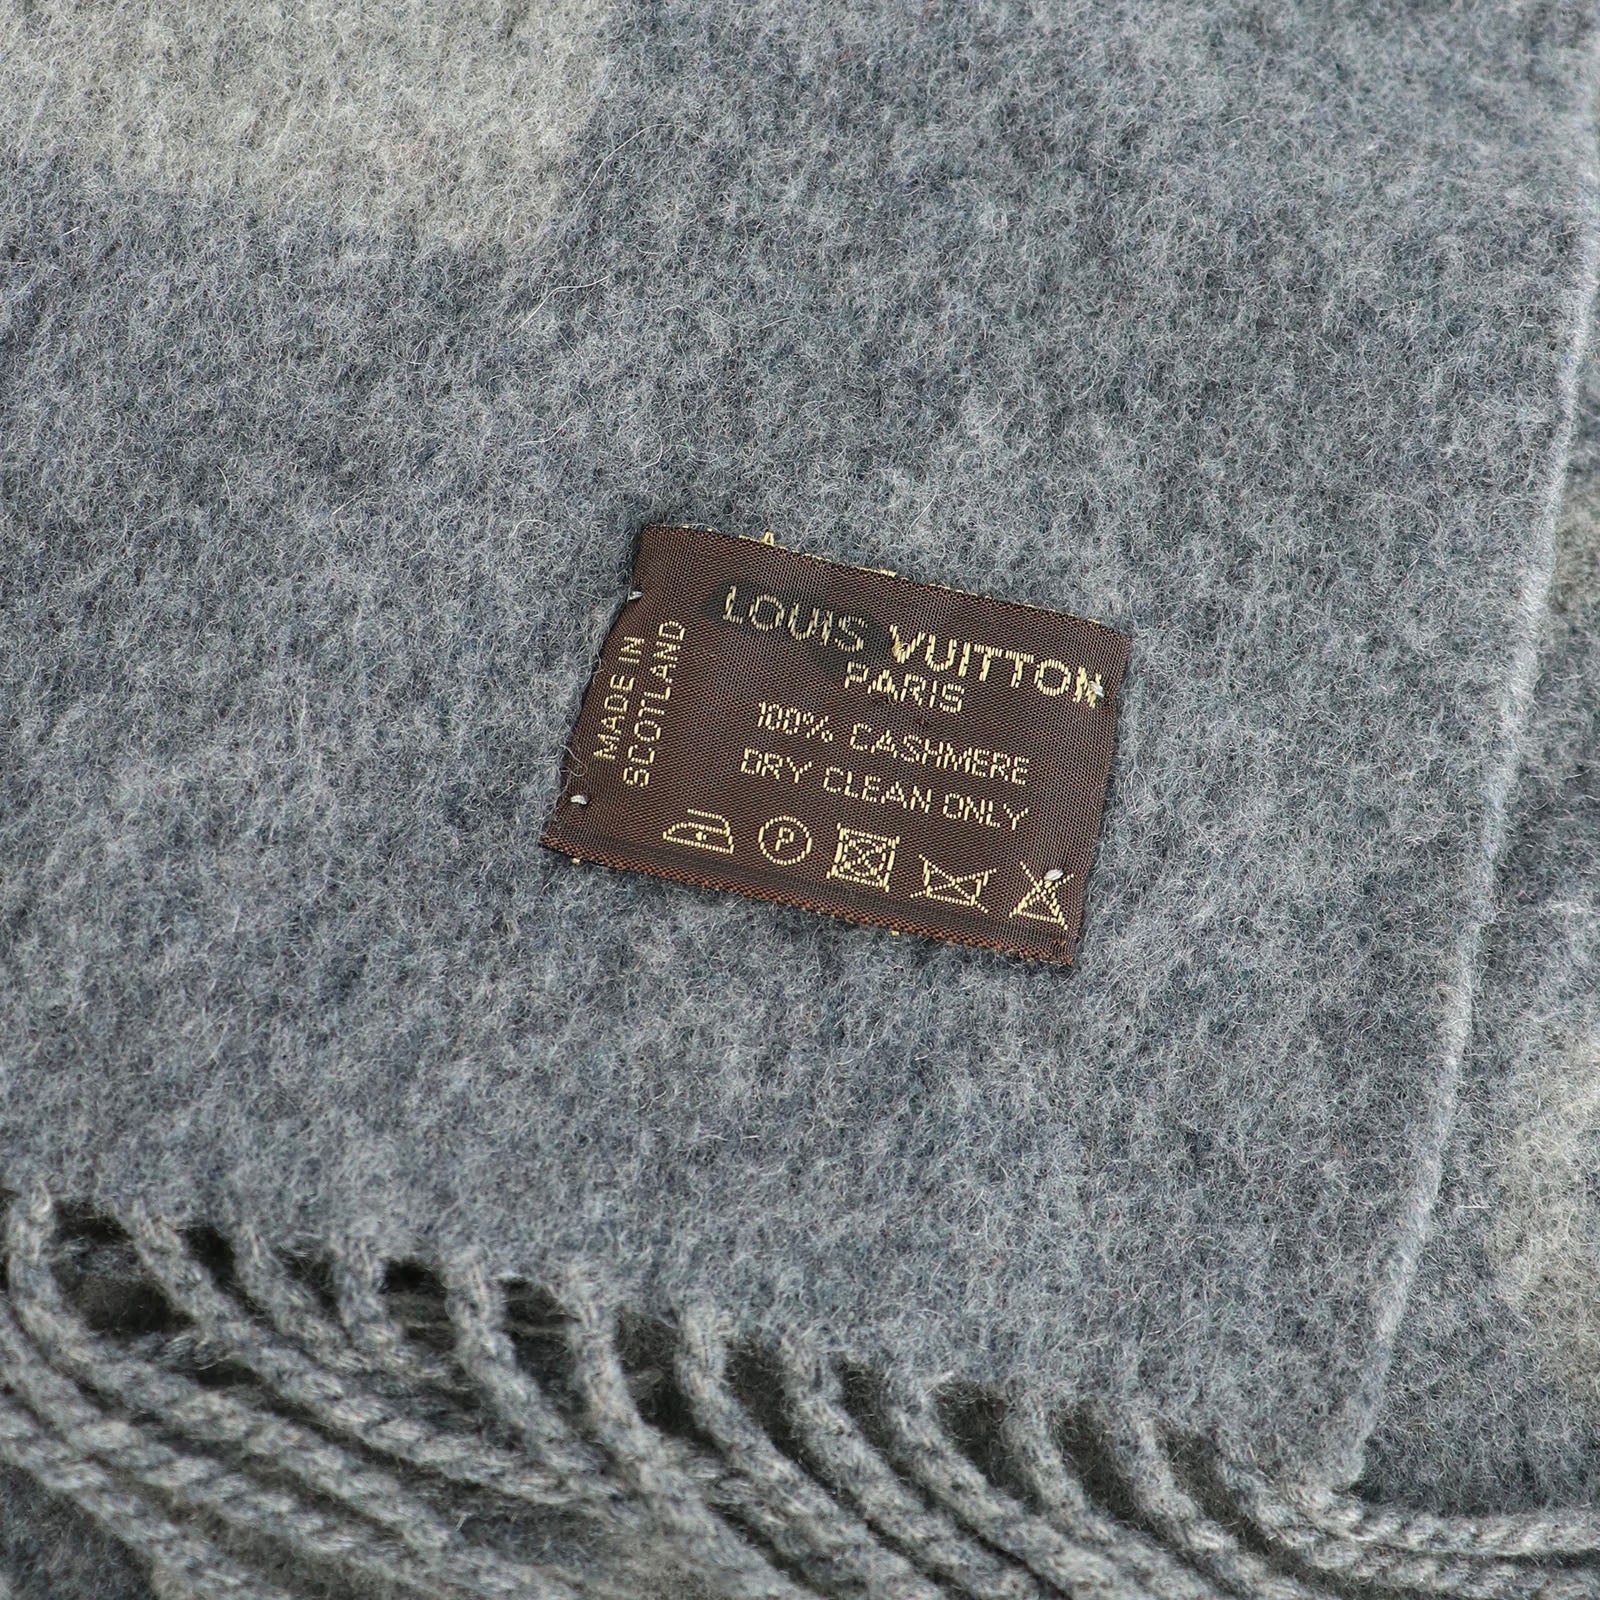 LOUIS VUITTON
PARIS
100% CASHMERE
DRY CLEAN ONLY
P
MADE IN
SCOTLAND